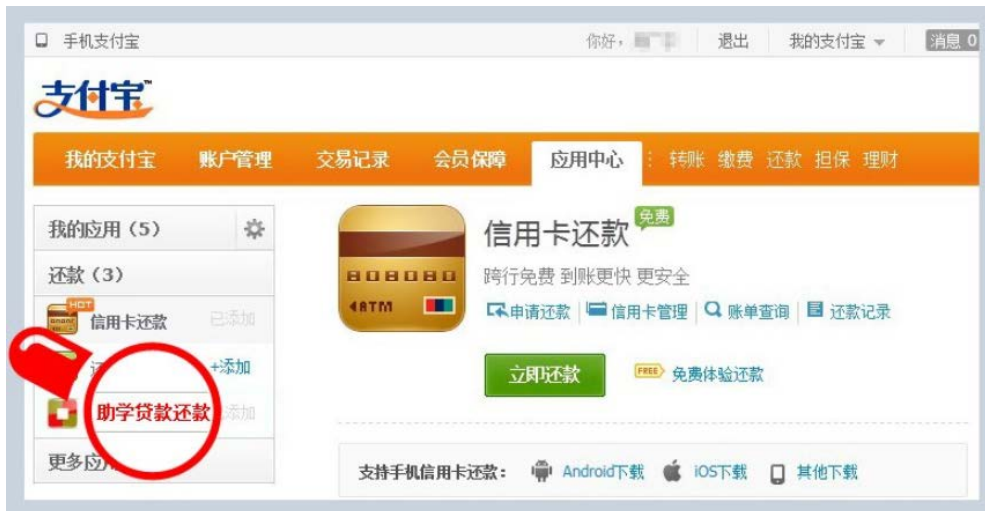 手机支付宝 你好， 退出 我的支付宝 消息 0
支付宝™
我的支付宝 账户管理 交易记录 会员保障 应用中心 转账 缴费 还款 担保 理财
我的应用（5）
还款（3）
HOT
信用卡还款 已添加
+添加
助学贷款还款 添加
更多应
信用卡还款 免费
跨行免费 到账更快 更安全
申请还款 信用卡管理 账单查询 还款记录
ATM
立即还款 FREE 免费体验还款
支持手机信用卡还款： Android下载 iOS下载 其他下载